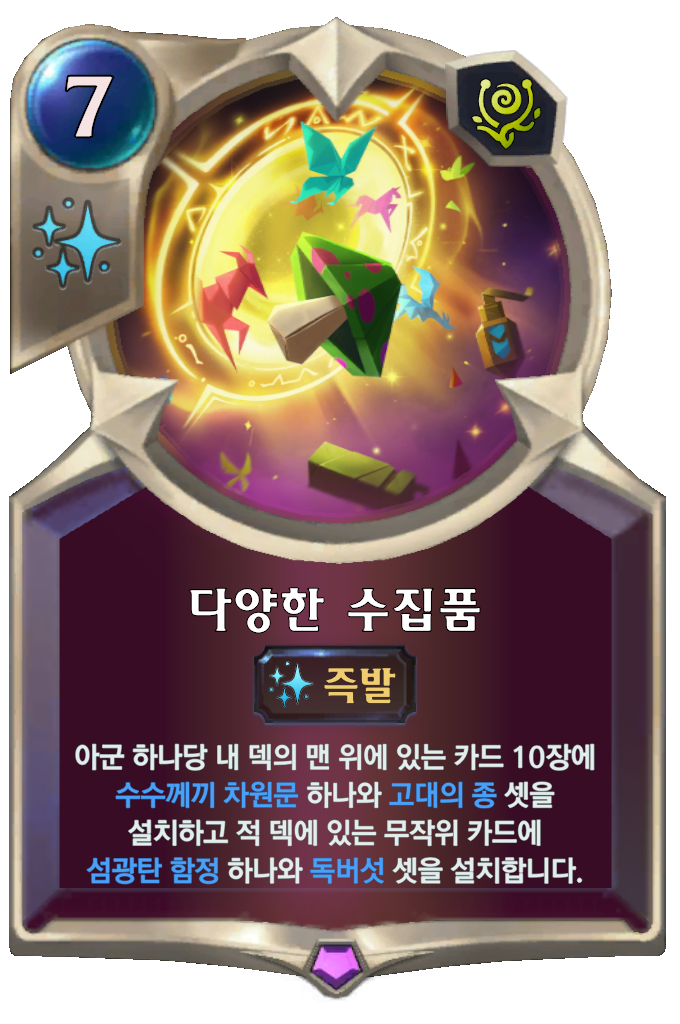 7
다양한 수집품
즉발
아군 하나당 내 덱의 맨 위에 있는 카드 10장에
수수께끼 차원문 하나와 고대의 종 셋을
설치하고 적 덱에 있는 무작위 카드에
섬광탄 함정 하나와 독버섯 셋을 설치합니다.